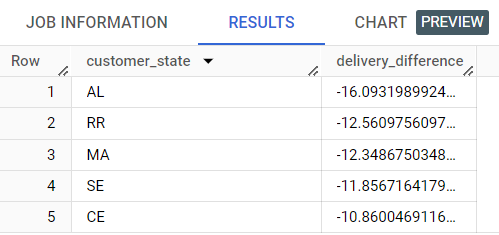 JOB INFORMATION RESULTS CHART PREVIEW
Row customer_state delivery_difference
1 AL -16.0931989924...
2 RR -12.5609756097...
3 MA -12.3486750348...
4 SE -11.8567164179...
5 CE -10.8600469116...